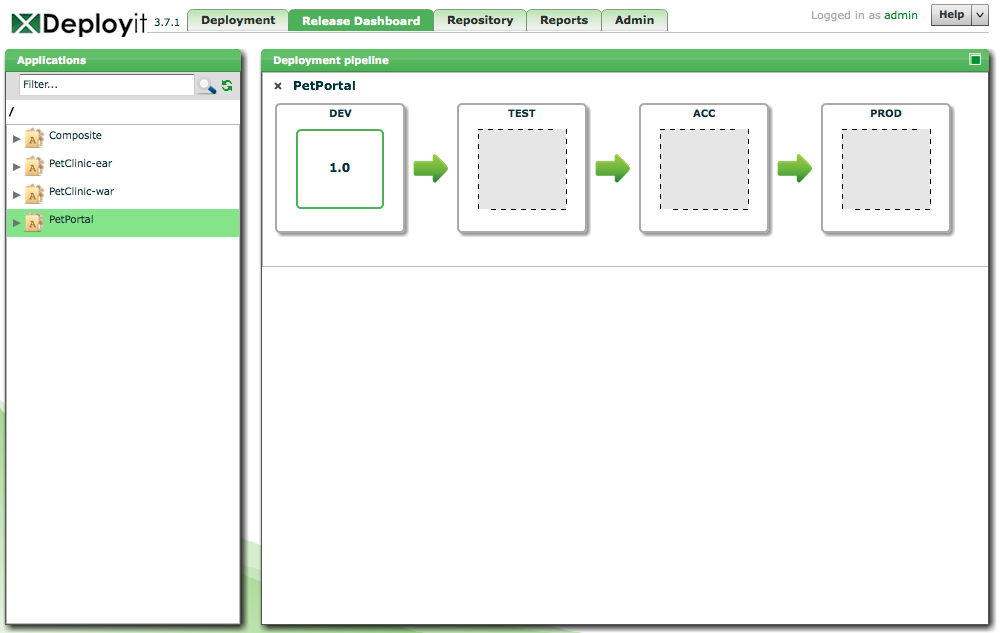 Deployit 3.7.1 Deployment Release Dashboard Repository Reports Admin Logged in as admin Help
Applications
Filter...
/
A Composite
A PetClinic-ear
A PetClinic-war
A PetPortal
Deployment pipeline
× PetPortal
DEV TEST ACC PROD
1.0